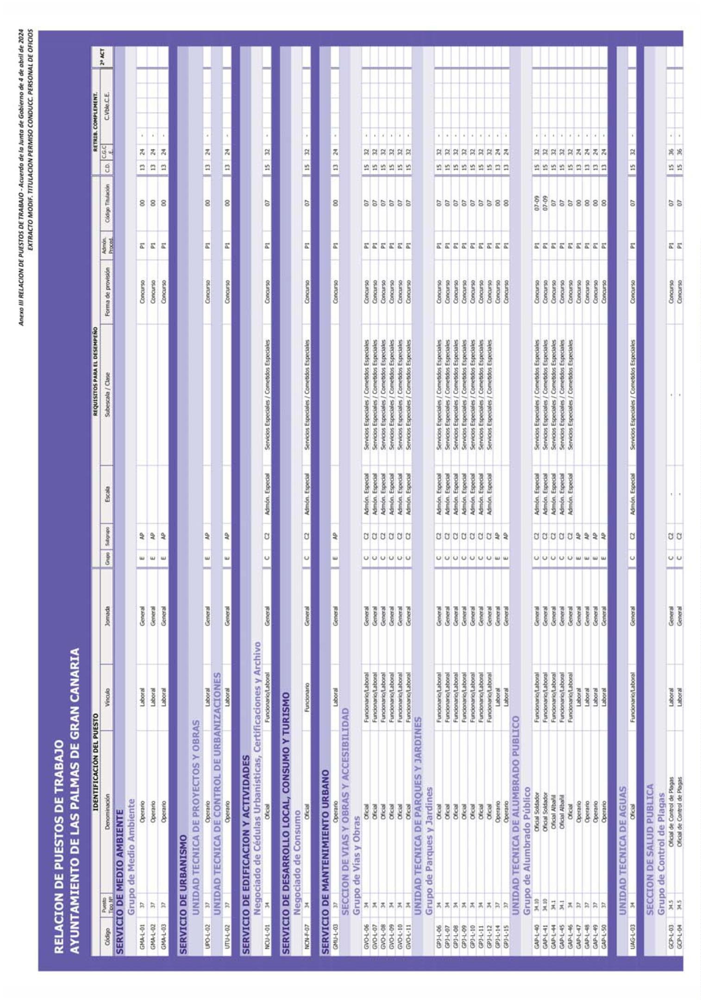 Anexo III RELACION DE PUESTOS DE TRABAJO - Acuerdo de la Junta de Gobierno de 4 de abril de 2024
EXTRACTO MODIF. TITULACION PERMISO CONDUCC. PERSONAL DE OFICIOS
RELACION DE PUESTOS DE TRABAJO
AYUNTAMIENTO DE LAS PALMAS DE GRAN CANARIA
IDENTIFICACIÓN DEL PUESTO REQUISITOS PARA EL DESEMPEÑO RETRIB. COMPLEMENT.
Código Puesto Tipo Nº Denominación Vínculo Jornada Grupo Subgrupo Escala Subescala / Clase Forma de provisión Admón. Proced. Código Titulación C.D. C.G.C.E. C.Vble.C.E. 2ª ACT
SERVICIO DE MEDIO AMBIENTE
Grupo de Medio Ambiente
GMA-L-01 37 Operario Laboral General E AP Concurso P1 00 13 24 -
GMA-L-02 37 Operario Laboral General E AP Concurso P1 00 13 24 -
GMA-L-03 37 Operario Laboral General E AP Concurso P1 00 13 24 -
SERVICIO DE URBANISMO
UNIDAD TECNICA DE PROYECTOS Y OBRAS
UPO-L-02 37 Operario Laboral General E AP Concurso P1 00 13 24 -
UNIDAD TECNICA DE CONTROL DE URBANIZACIONES
UTU-L-02 37 Operario Laboral General E AP Concurso P1 00 13 24 -
SERVICIO DE EDIFICACION Y ACTIVIDADES
Negociado de Cédulas Urbanísticas, Certificaciones y Archivo
NCU-L-01 34 Oficial Funcionario/Laboral General C C2 Admón. Especial Servicios Especiales / Cometidos Especiales Concurso P1 07 15 32 -
SERVICIO DE DESARROLLO LOCAL, CONSUMO Y TURISMO
Negociado de Consumo
NCN-F-07 34 Oficial Funcionario General C C2 Admón. Especial Servicios Especiales / Cometidos Especiales Concurso P1 07 15 32 -
SERVICIO DE MANTENIMIENTO URBANO
GMU-L-03 37 Operario Laboral General E AP Concurso P1 00 13 24 -
SECCION DE VIAS Y OBRAS Y ACCESIBILIDAD
Grupo de Vías y Obras
GVO-L-06 34 Oficial Funcionario/Laboral General C C2 Admón. Especial Servicios Especiales / Cometidos Especiales Concurso P1 07 15 32 -
GVO-L-07 34 Oficial Funcionario/Laboral General C C2 Admón. Especial Servicios Especiales / Cometidos Especiales Concurso P1 07 15 32 -
GVO-L-08 34 Oficial Funcionario/Laboral General C C2 Admón. Especial Servicios Especiales / Cometidos Especiales Concurso P1 07 15 32 -
GVO-L-09 34 Oficial Funcionario/Laboral General C C2 Admón. Especial Servicios Especiales / Cometidos Especiales Concurso P1 07 15 32 -
GVO-L-10 34 Oficial Funcionario/Laboral General C C2 Admón. Especial Servicios Especiales / Cometidos Especiales Concurso P1 07 15 32 -
GVO-L-11 34 Oficial Funcionario/Laboral General C C2 Admón. Especial Servicios Especiales / Cometidos Especiales Concurso P1 07 15 32 -
UNIDAD TECNICA DE PARQUES Y JARDINES
Grupo de Parques y Jardines
GPJ-L-06 34 Oficial Funcionario/Laboral General C C2 Admón. Especial Servicios Especiales / Cometidos Especiales Concurso P1 07 15 32 -
GPJ-L-07 34 Oficial Funcionario/Laboral General C C2 Admón. Especial Servicios Especiales / Cometidos Especiales Concurso P1 07 15 32 -
GPJ-L-08 34 Oficial Funcionario/Laboral General C C2 Admón. Especial Servicios Especiales / Cometidos Especiales Concurso P1 07 15 32 -
GPJ-L-09 34 Oficial Funcionario/Laboral General C C2 Admón. Especial Servicios Especiales / Cometidos Especiales Concurso P1 07 15 32 -
GPJ-L-10 34 Oficial Funcionario/Laboral General C C2 Admón. Especial Servicios Especiales / Cometidos Especiales Concurso P1 07 15 32 -
GPJ-L-11 34 Oficial Funcionario/Laboral General C C2 Admón. Especial Servicios Especiales / Cometidos Especiales Concurso P1 07 15 32 -
GPJ-L-12 34 Oficial Funcionario/Laboral General C C2 Admón. Especial Servicios Especiales / Cometidos Especiales Concurso P1 07 15 32 -
GPJ-L-14 37 Operario Laboral General E AP Concurso P1 00 13 24 -
GPJ-L-15 37 Operario Laboral General E AP Concurso P1 00 13 24 -
UNIDAD TECNICA DE ALUMBRADO PUBLICO
Grupo de Alumbrado Público
GAP-L-40 34.10 Oficial Soldador Funcionario/Laboral General C C2 Admón. Especial Servicios Especiales / Cometidos Especiales Concurso P1 07-09 15 32 -
GAP-L-41 34.10 Oficial Soldador Funcionario/Laboral General C C2 Admón. Especial Servicios Especiales / Cometidos Especiales Concurso P1 07-09 15 32 -
GAP-L-44 34.1 Oficial Albañil Funcionario/Laboral General C C2 Admón. Especial Servicios Especiales / Cometidos Especiales Concurso P1 07 15 32 -
GAP-L-45 34.1 Oficial Albañil Funcionario/Laboral General C C2 Admón. Especial Servicios Especiales / Cometidos Especiales Concurso P1 07 15 32 -
GAP-L-46 34 Oficial Funcionario/Laboral General C C2 Admón. Especial Servicios Especiales / Cometidos Especiales Concurso P1 07 15 32 -
GAP-L-47 37 Operario Laboral General E AP Concurso P1 00 13 24 -
GAP-L-48 37 Operario Laboral General E AP Concurso P1 00 13 24 -
GAP-L-49 37 Operario Laboral General E AP Concurso P1 00 13 24 -
GAP-L-50 37 Operario Laboral General E AP Concurso P1 00 13 24 -
UNIDAD TECNICA DE AGUAS
UAG-L-03 34 Oficial Funcionario/Laboral General C C2 Admón. Especial Servicios Especiales / Cometidos Especiales Concurso P1 07 15 32 -
SECCION DE SALUD PUBLICA
Grupo de Control de Plagas
GCP-L-03 34.5 Oficial de Control de Plagas Laboral General C C2 - - Concurso P1 07 15 36 -
GCP-L-04 34.5 Oficial de Control de Plagas Laboral General C C2 - - Concurso P1 07 15 36 -